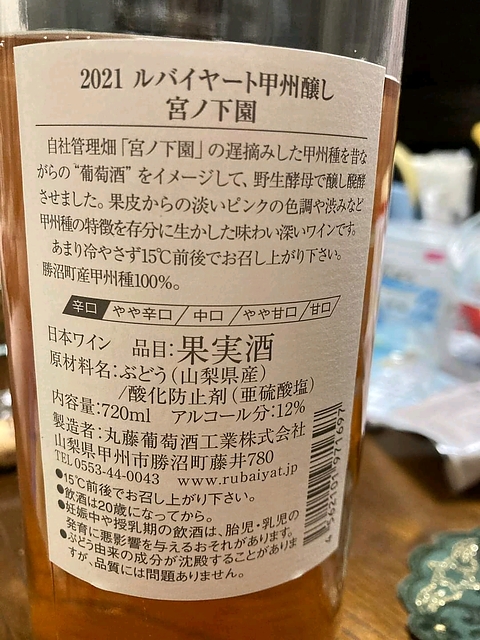 2021 ルバイヤート甲州醸し
宮ノ下園
自社管理畑「宮ノ下園」の遅摘みした甲州種を昔な
がらの“葡萄酒”をイメージして、野生酵母で醸し醗酵
させました。果皮からの淡いピンクの色調や渋みなど
甲州種の特徴を存分に生かした味わい深いワインです。
あまり冷やさず15℃前後でお召し上がり下さい。
勝沼町産甲州種100%。
辛口 やや辛口 中口 やや甘口 甘口
日本ワイン 品目:果実酒
原材料名:ぶどう(山梨県産)
/酸化防止剤(亜硫酸塩)
内容量:720ml アルコール分:12%
製造者:丸藤葡萄酒工業株式会社
山梨県甲州市勝沼町藤井780
TEL 0553-44-0043 www.rubaiyat.jp
●15℃前後でお召し上がり下さい。
●飲酒は20歳になってから。
●妊娠中や授乳期の飲酒は、胎児・乳児の
発育に悪影響を与えるおそれがあります。
●ぶどう由来の成分が沈殿することがありま
すが、品質には問題ありません。